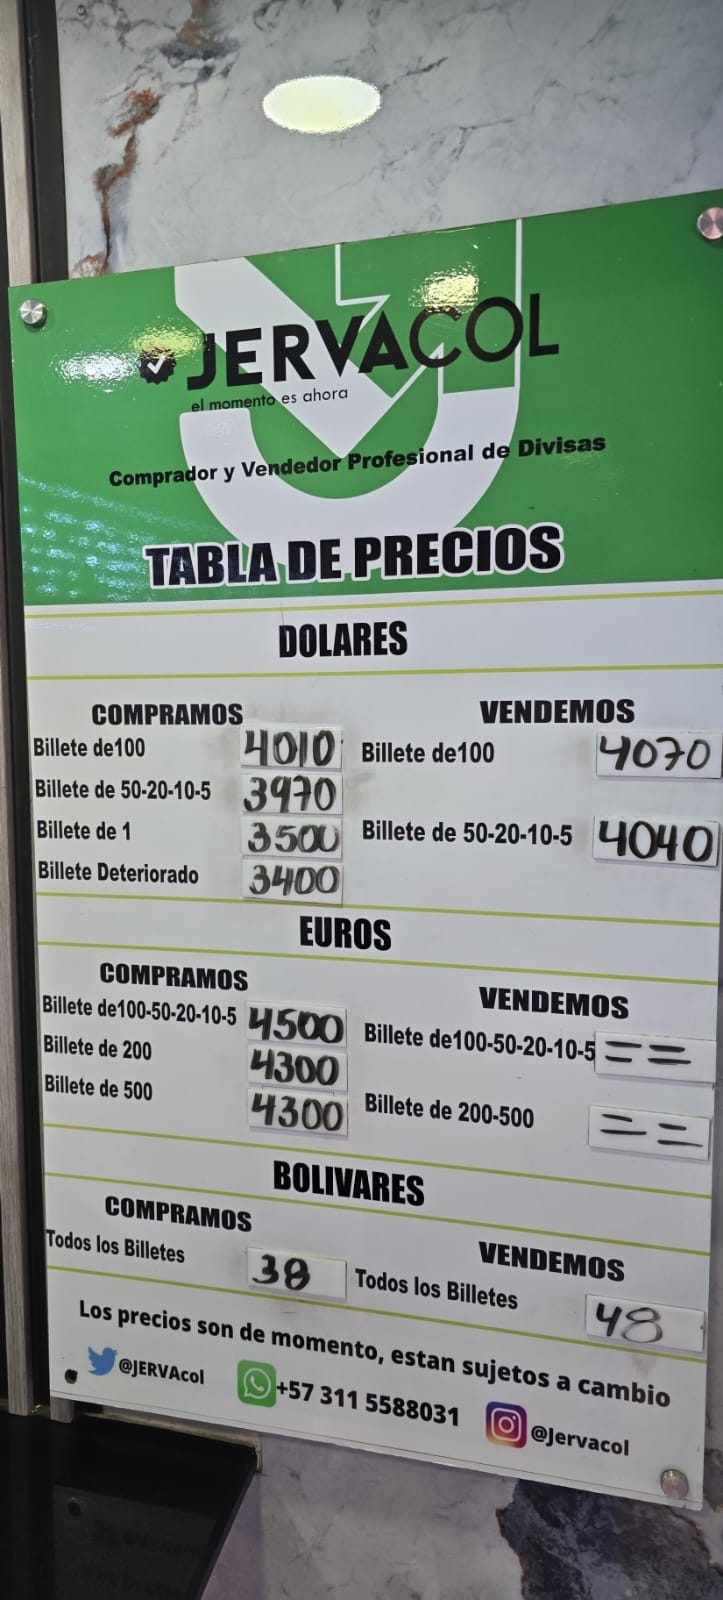 JERVACOL
el momento es ahora
Comprador y Vendedor Profesional de Divisas
TABLA DE PRECIOS
DOLARES
COMPRAMOS
Billete de100 4010
Billete de 50-20-10-5 3970
Billete de 1 3500
Billete Deteriorado 3400
VENDEMOS
Billete de100 4070
Billete de 50-20-10-5 4040
EUROS
COMPRAMOS
Billete de100-50-20-10-5 4500
Billete de 200 4300
Billete de 500 4300
VENDEMOS
Billete de100-50-20-10-5 = =
Billete de 200-500 = =
BOLIVARES
COMPRAMOS
Todos los Billetes 38
VENDEMOS
Todos los Billetes 48
Los precios son de momento, estan sujetos a cambio
@JERVAcol +57 311 5588031 @Jervacol